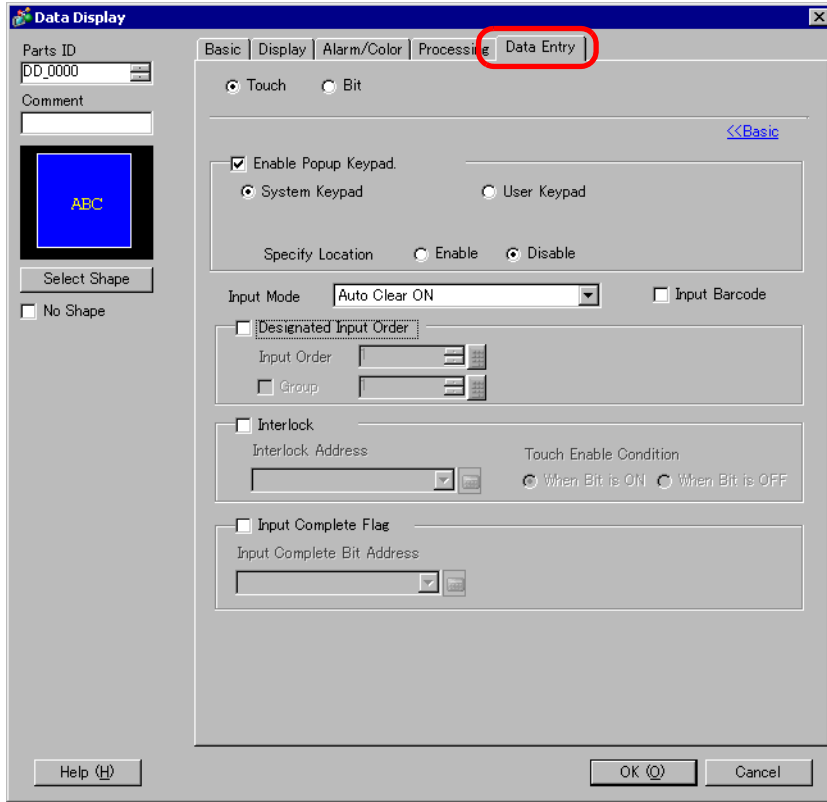 Data Display
Parts ID
DD_0000
Comment
ABC
Select Shape
No Shape
Basic Display Alarm/Color Processing Data Entry
Touch Bit
<<Basic
Enable Popup Keypad.
System Keypad User Keypad
Specify Location Enable Disable
Input Mode Auto Clear ON Input Barcode
Designated Input Order
Input Order 1
Group 1
Interlock
Interlock Address Touch Enable Condition
When Bit is ON When Bit is OFF
Input Complete Flag
Input Complete Bit Address
Help (H) OK (O) Cancel